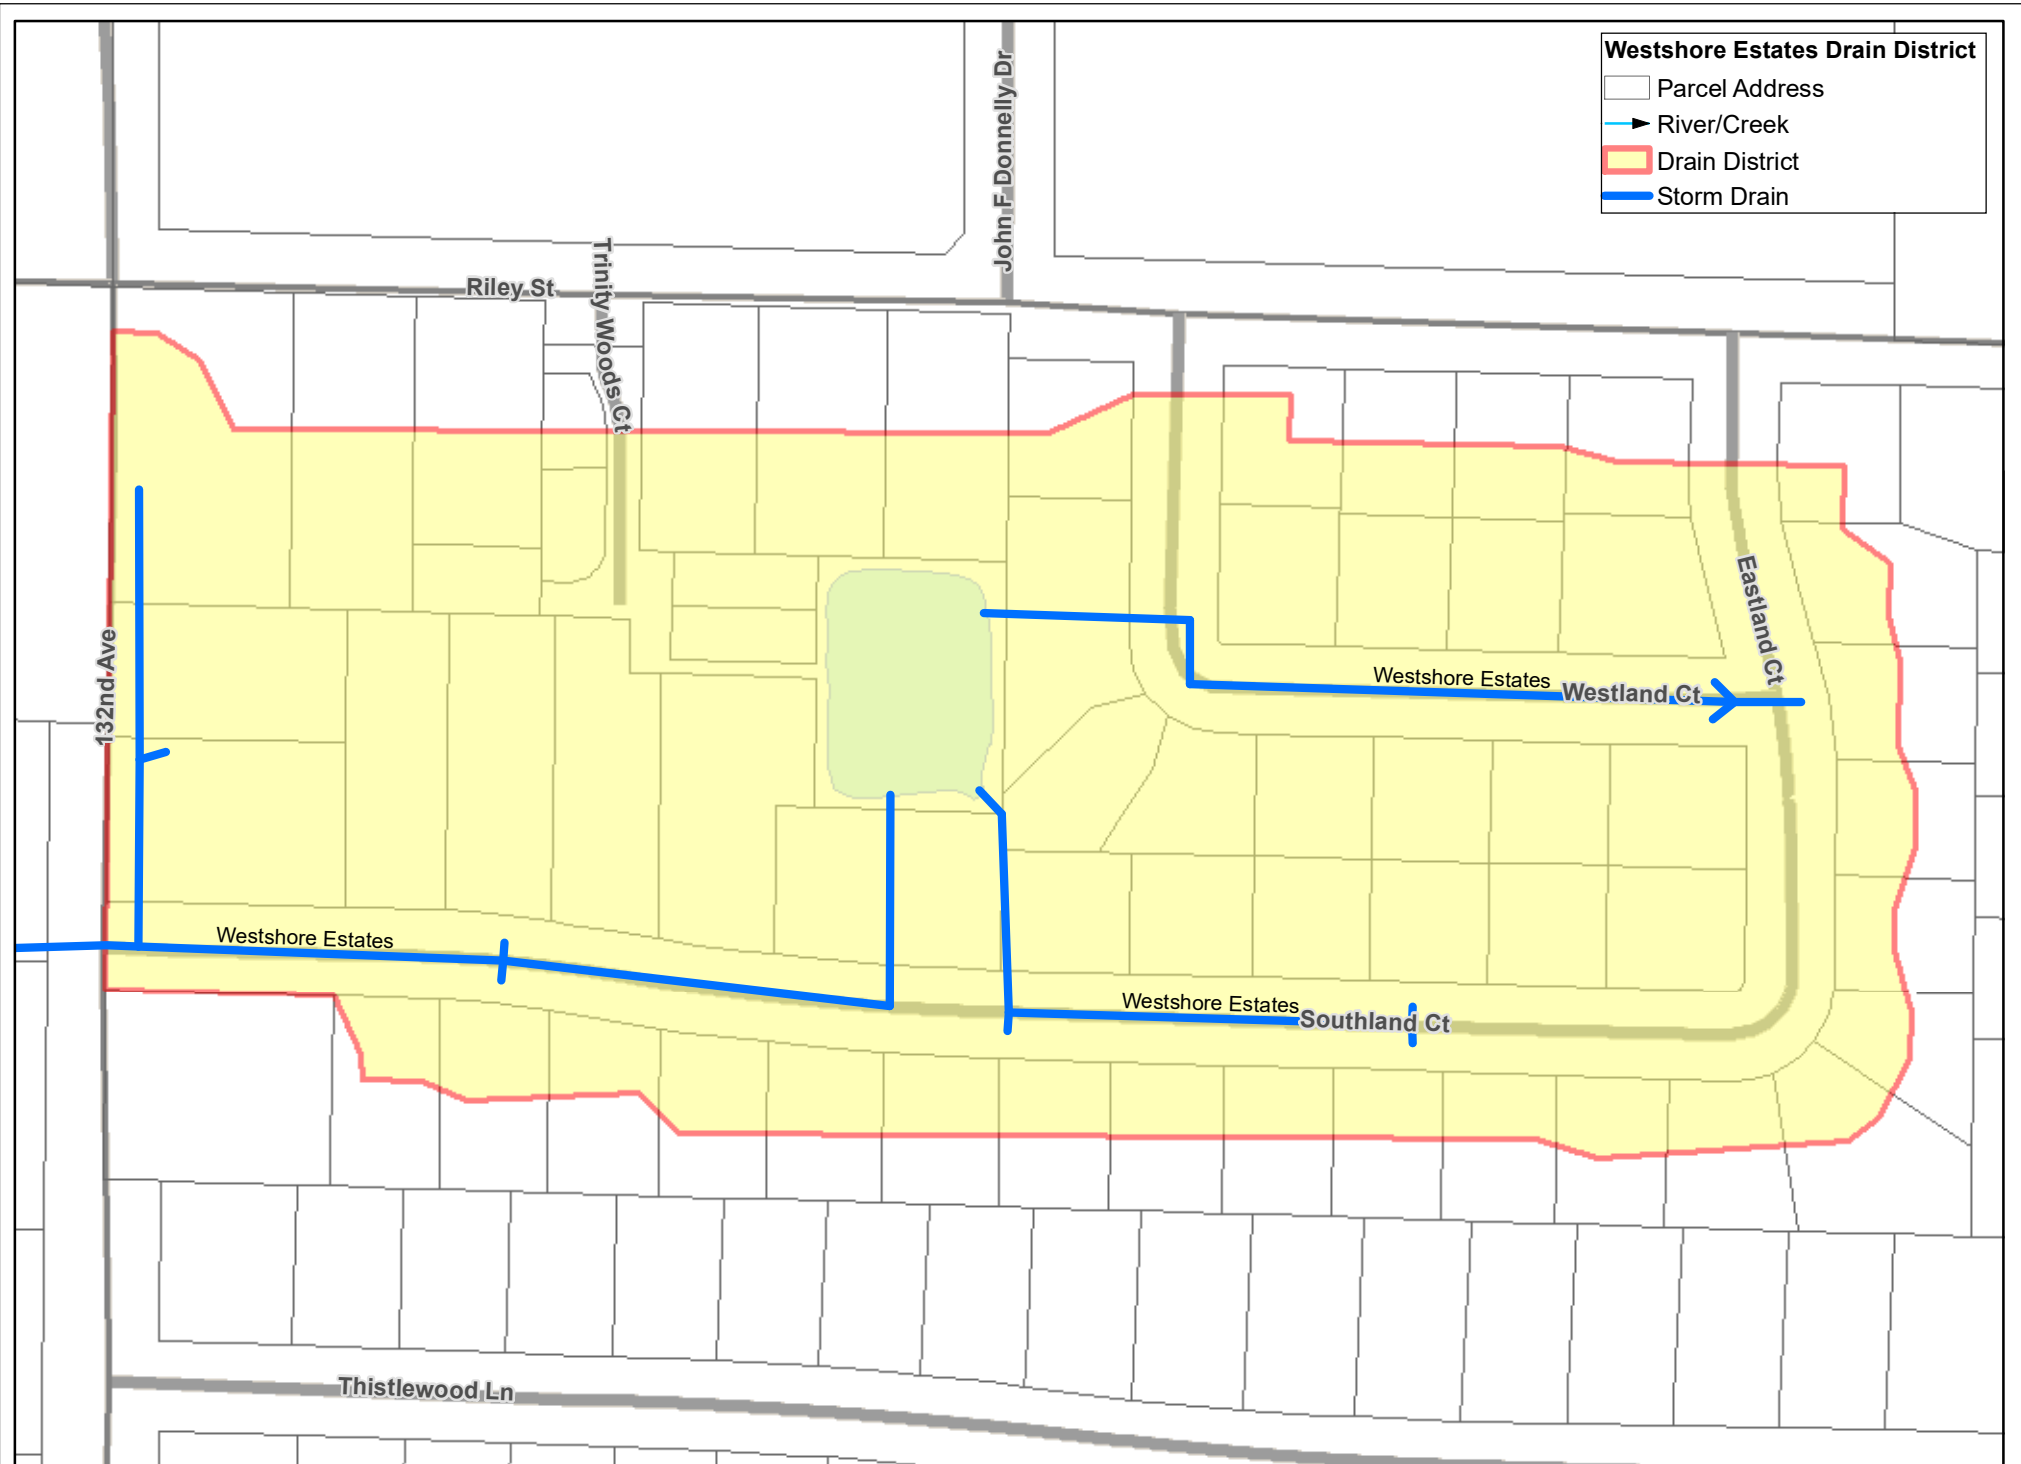 Westshore Estates Drain District
Parcel Address
River/Creek
Drain District
Storm Drain
John F Donnelly Dr
Riley St
Trinity Woods Ct
132nd Ave
Eastland Ct
Westshore Estates
Westland Ct
Westshore Estates
Westshore Estates
Southland Ct
Thistlewood Ln